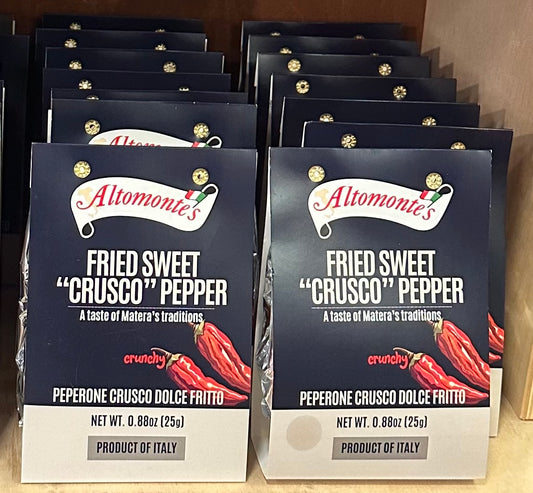 Altomonte's
FRIED SWEET
"CRUSCO" PEPPER
A taste of Matera's traditions
crunchy
PEPERONE CRUSCO DOLCE FRITTO
NET WT. 0.88oz (25g)
PRODUCT OF ITALY
Altomonte's
FRIED SWEET
"CRUSCO" PEPPER
A taste of Matera's traditions
crunchy
PEPERONE CRUSCO DOLCE FRITTO
NET WT. 0.88oz (25g)
PRODUCT OF ITALY